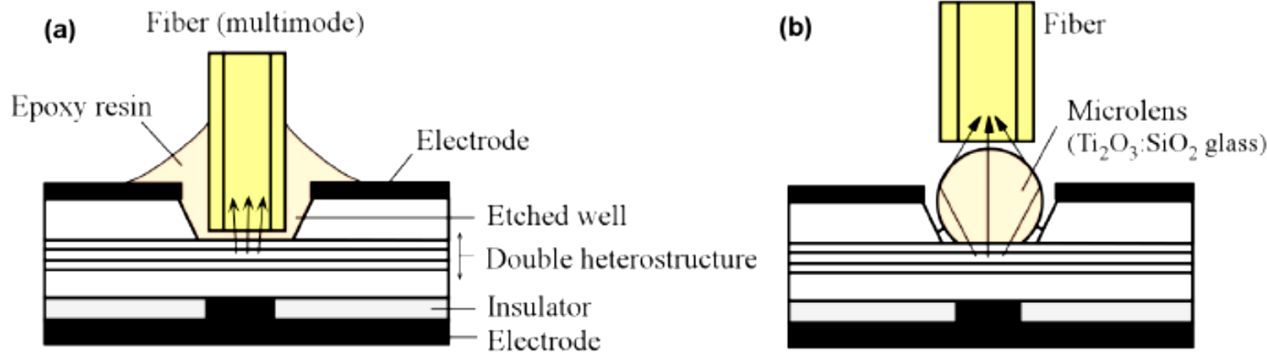 (a)
Fiber (multimode)
Epoxy resin
Electrode
Etched well
Double heterostructure
Insulator
Electrode
(b)
Fiber
Microlens
(Ti₂O₃:SiO₂ glass)